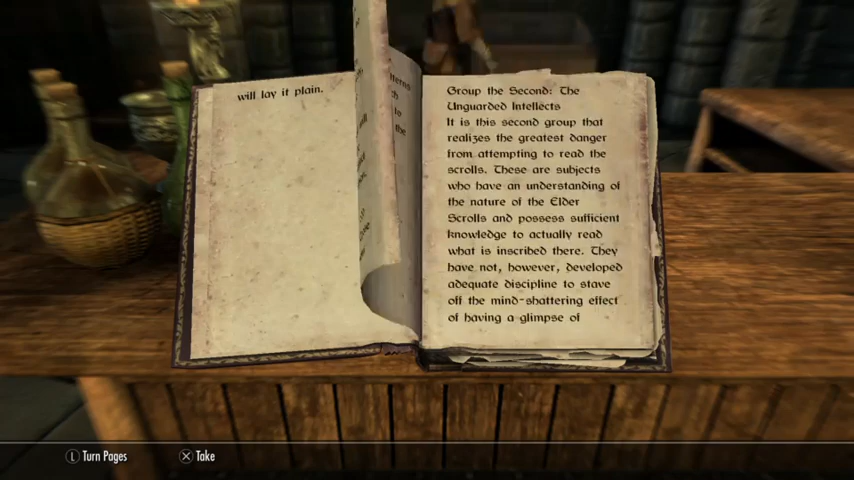 will lay it plain.
Iterns
to
the
Group the Second: The
Unguarded Intellects
It is this second group that
realizes the greatest danger
from attempting to read the
scrolls. These are subjects
who have an understanding of
the nature of the Elder
Scrolls and possess sufficient
knowledge to actually read
what is inscribed there. They
have not, however, developed
adequate discipline to stave
off the mind-shattering effect
of having a glimpse of
L Turn Pages
X Take